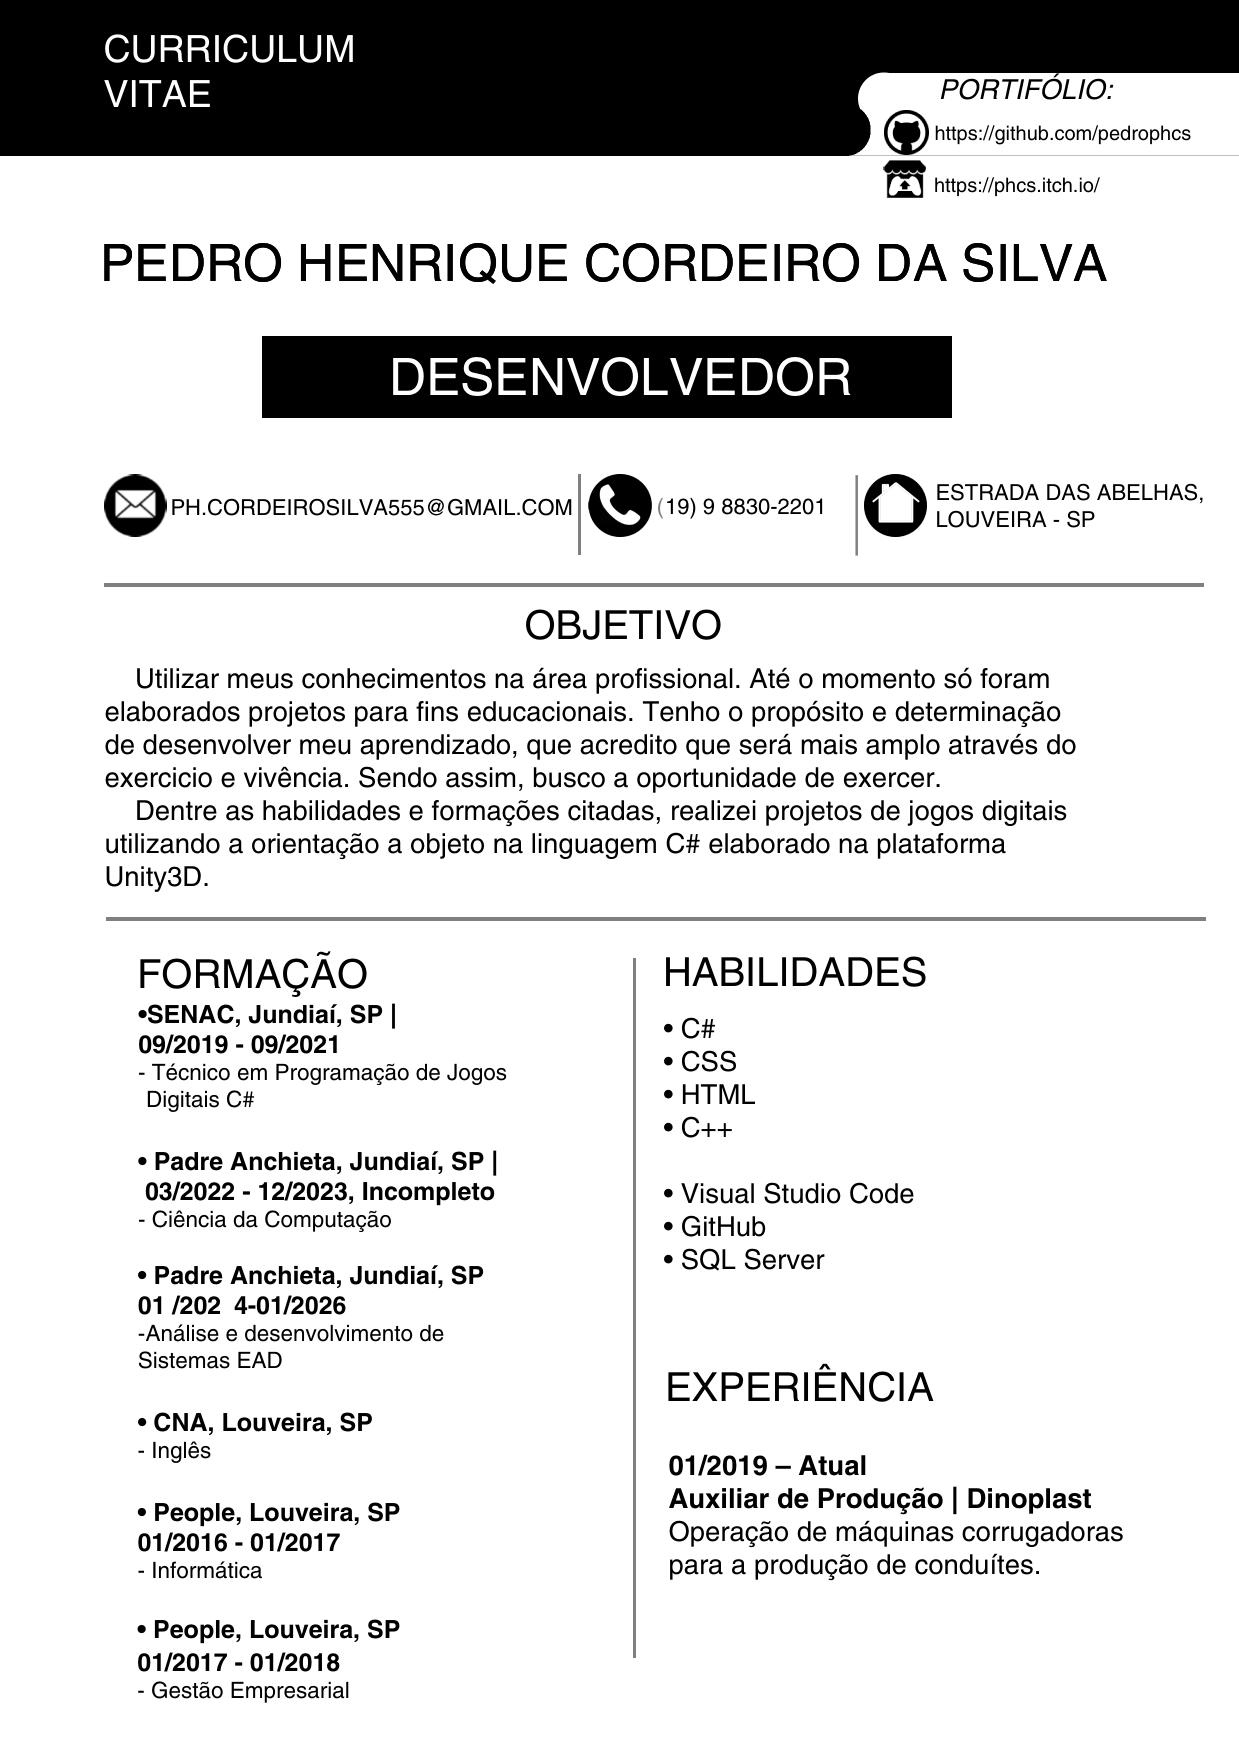 CURRICULUM
VITAE
PORTIFÓLIO:
https://github.com/pedrophcs
https://phcs.itch.io/
PEDRO HENRIQUE CORDEIRO DA SILVA
DESENVOLVEDOR
PH.CORDEIROSILVA555@GMAIL.COM
(19) 9 8830-2201
ESTRADA DAS ABELHAS,
LOUVEIRA - SP
OBJETIVO
Utilizar meus conhecimentos na área profissional. Até o momento só foram
elaborados projetos para fins educacionais. Tenho o propósito e determinação
de desenvolver meu aprendizado, que acredito que será mais amplo através do
exercicio e vivência. Sendo assim, busco a oportunidade de exercer.
Dentre as habilidades e formações citadas, realizei projetos de jogos digitais
utilizando a orientação a objeto na linguagem C# elaborado na plataforma
Unity3D.
FORMAÇÃO
•SENAC, Jundiaí, SP |
09/2019 - 09/2021
- Técnico em Programação de Jogos
Digitais C#
• Padre Anchieta, Jundiaí, SP |
03/2022 - 12/2023, Incompleto
- Ciência da Computação
• Padre Anchieta, Jundiaí, SP
01 /202  4-01/2026
-Análise e desenvolvimento de
Sistemas EAD
• CNA, Louveira, SP
- Inglês
• People, Louveira, SP
01/2016 - 01/2017
- Informática
• People, Louveira, SP
01/2017 - 01/2018
- Gestão Empresarial
HABILIDADES
• C#
• CSS
• HTML
• C++
• Visual Studio Code
• GitHub
• SQL Server
EXPERIÊNCIA
01/2019 – Atual
Auxiliar de Produção | Dinoplast
Operação de máquinas corrugadoras
para a produção de conduítes.